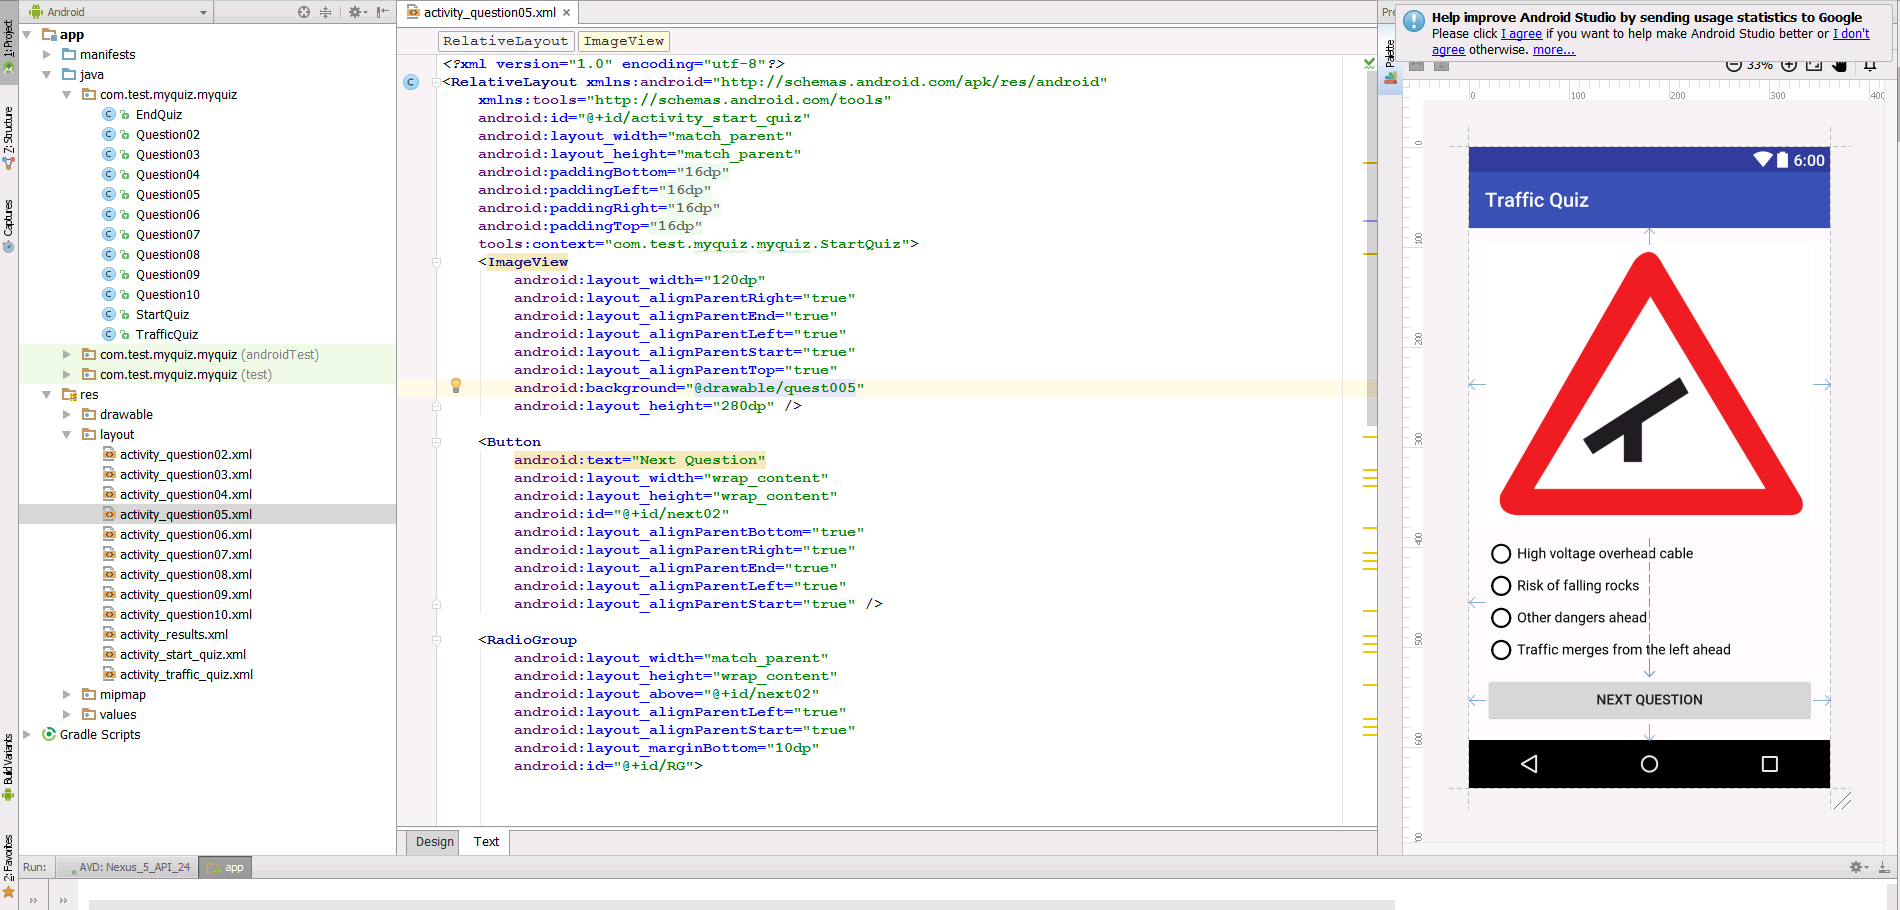 Android
activity_question05.xml
Help improve Android Studio by sending usage statistics to Google
Please click I agree if you want to help make Android Studio better or I don't
agree otherwise. more...
1: Project
7: Structure
Captures
Build Variants
2: Favorites
app
manifests
java
com.test.myquiz.myquiz
EndQuiz
Question02
Question03
Question04
Question05
Question06
Question07
Question08
Question09
Question10
StartQuiz
TrafficQuiz
com.test.myquiz.myquiz (androidTest)
com.test.myquiz.myquiz (test)
res
drawable
layout
activity_question02.xml
activity_question03.xml
activity_question04.xml
activity_question05.xml
activity_question06.xml
activity_question07.xml
activity_question08.xml
activity_question09.xml
activity_question10.xml
activity_results.xml
activity_start_quiz.xml
activity_traffic_quiz.xml
mipmap
values
Gradle Scripts
RelativeLayout ImageView
<?xml version="1.0" encoding="utf-8"?>
<RelativeLayout xmlns:android="http://schemas.android.com/apk/res/android"
xmlns:tools="http://schemas.android.com/tools"
android:id="@+id/activity_start_quiz"
android:layout_width="match_parent"
android:layout_height="match_parent"
android:paddingBottom="16dp"
android:paddingLeft="16dp"
android:paddingRight="16dp"
android:paddingTop="16dp"
tools:context="com.test.myquiz.myquiz.StartQuiz">
<ImageView
android:layout_width="120dp"
android:layout_alignParentRight="true"
android:layout_alignParentEnd="true"
android:layout_alignParentLeft="true"
android:layout_alignParentStart="true"
android:layout_alignParentTop="true"
android:background="@drawable/quest005"
android:layout_height="280dp" />
<Button
android:text="Next Question"
android:layout_width="wrap_content"
android:layout_height="wrap_content"
android:id="@+id/next02"
android:layout_alignParentBottom="true"
android:layout_alignParentRight="true"
android:layout_alignParentEnd="true"
android:layout_alignParentLeft="true"
android:layout_alignParentStart="true" />
<RadioGroup
android:layout_width="match_parent"
android:layout_height="wrap_content"
android:layout_above="@+id/next02"
android:layout_alignParentLeft="true"
android:layout_alignParentStart="true"
android:layout_marginBottom="10dp"
android:id="@+id/RG">
Design Text
Palette
33%
0 100 200 300 400
0
100
200
300
400
500
600
6:00
Traffic Quiz
High voltage overhead cable
Risk of falling rocks
Other dangers ahead
Traffic merges from the left ahead
NEXT QUESTION
Run: AVD: Nexus_5_API_24 app